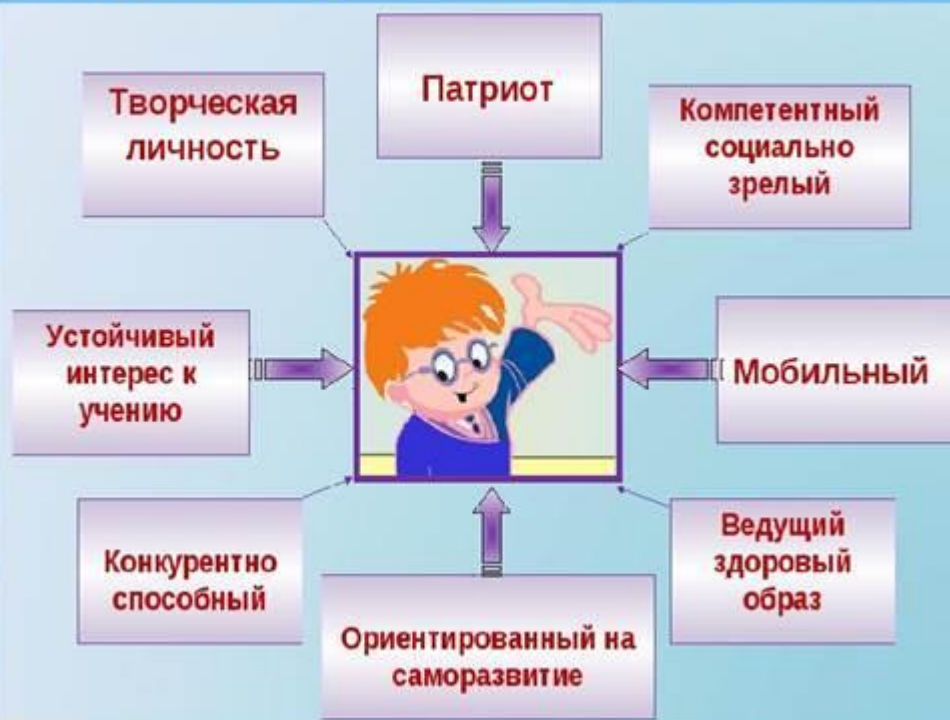 Патриот
Творческая
личность
Компетентный
социально
зрелый
Устойчивый
интерес к
учению
Мобильный
Конкурентно
способный
Ведущий
здоровый
образ
Ориентированный на
саморазвитие